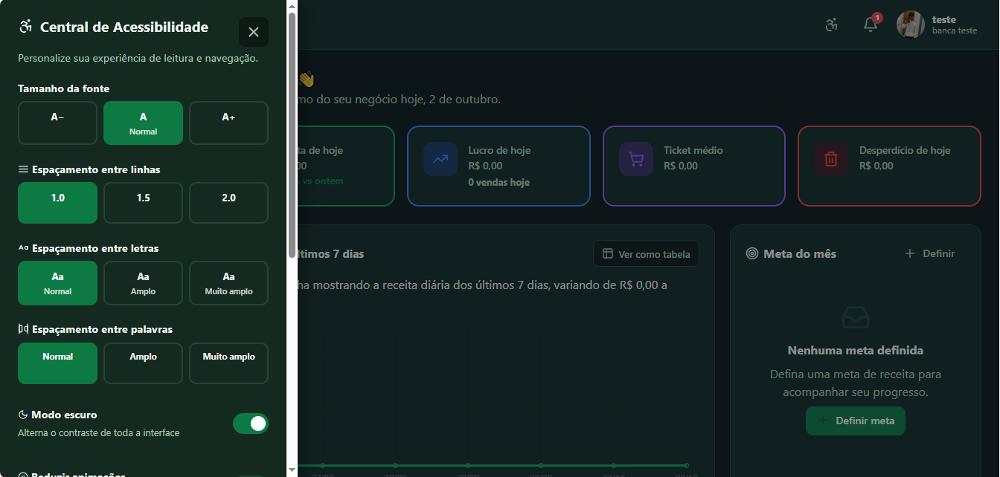 Central de Acessibilidade
Personalize sua experiência de leitura e navegação.
Tamanho da fonte
A−
A
Normal
A+
Espaçamento entre linhas
1.0
1.5
2.0
Espaçamento entre letras
Aa
Normal
Aa
Amplo
Aa
Muito amplo
Espaçamento entre palavras
Normal
Amplo
Muito amplo
Modo escuro
Alterna o contraste de toda a interface
Reduzir animações
1
teste
banca teste
mo do seu negócio hoje, 2 de outubro.
ta de hoje
00
vs ontem
Lucro de hoje
R$ 0,00
0 vendas hoje
Ticket médio
R$ 0,00
Desperdício de hoje
R$ 0,00
ltimos 7 dias
Ver como tabela
ha mostrando a receita diária dos últimos 7 dias, variando de R$ 0,00 a
Meta do mês
+ Definir
Nenhuma meta definida
Defina uma meta de receita para
acompanhar seu progresso.
+ Definir meta